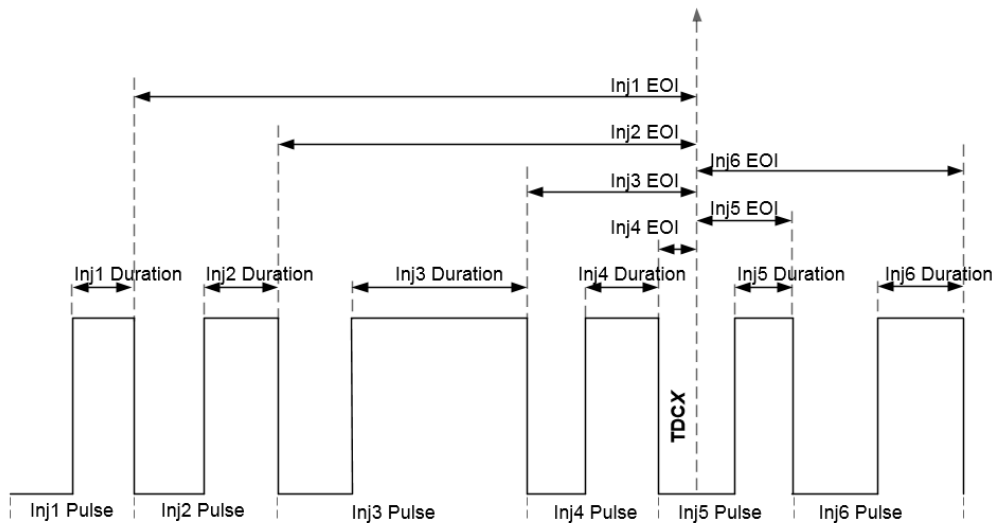 Inj1 EOI
Inj2 EOI
Inj6 EOI
Inj3 EOI
Inj5 EOI
Inj4 EOI
Inj1 Duration
Inj2 Duration
Inj3 Duration
Inj4 Duration
Inj5 Duration
Inj6 Duration
TDCX
Inj1 Pulse
Inj2 Pulse
Inj3 Pulse
Inj4 Pulse
Inj5 Pulse
Inj6 Pulse